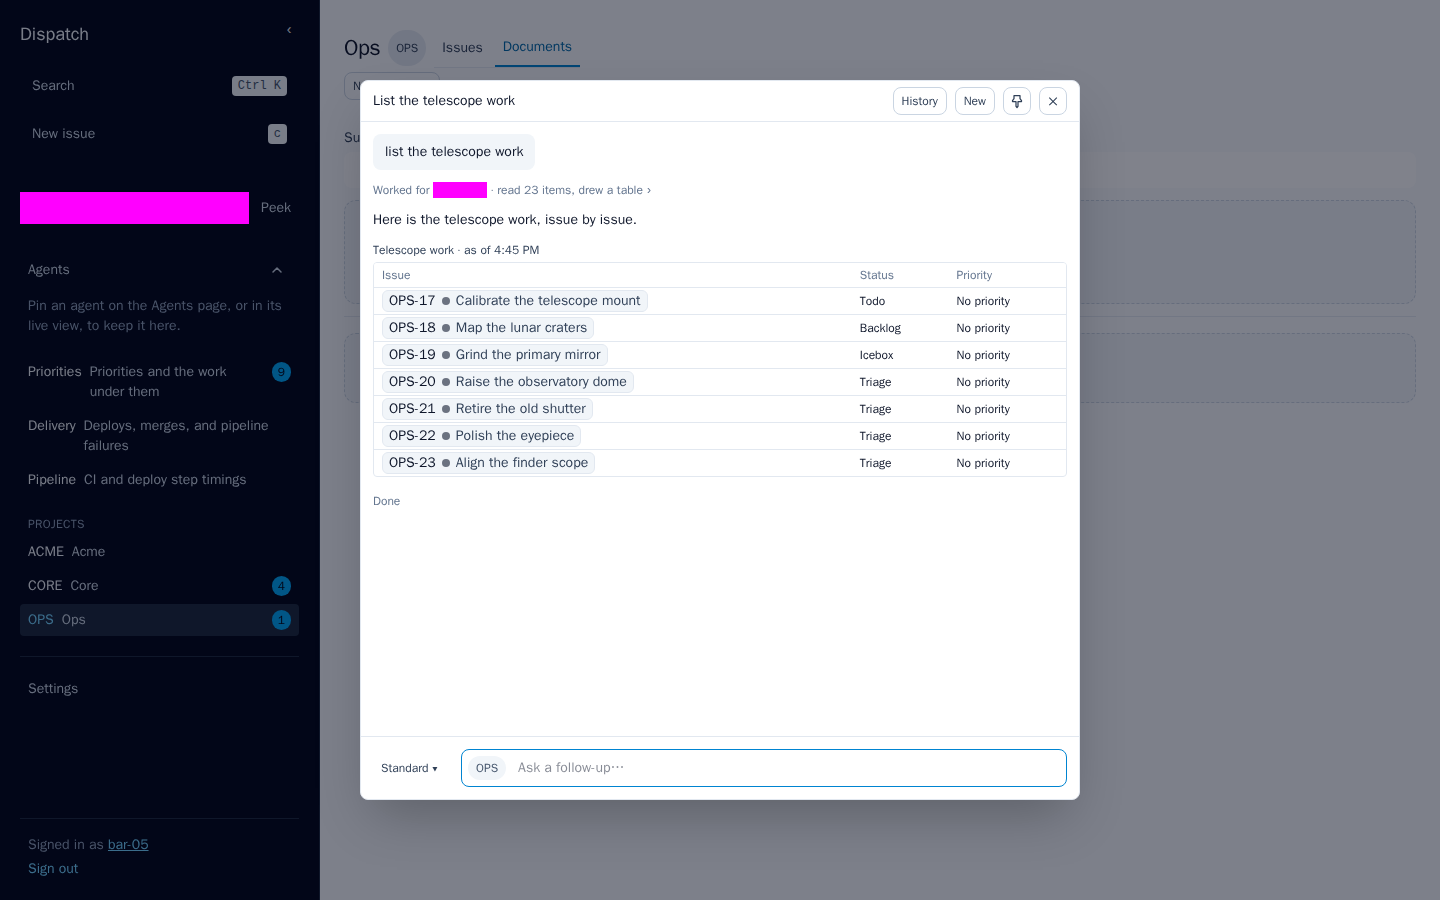 Dispatch
Search Ctrl K
New issue C
Peek
Agents
Pin an agent on the Agents page, or in its
live view, to keep it here.
Priorities Priorities and the work
under them 9
Delivery Deploys, merges, and pipeline
failures
Pipeline CI and deploy step timings
PROJECTS
ACME Acme
CORE Core 4
OPS Ops 1
Settings
Signed in as bar-05
Sign out
Ops OPS Issues Documents
List the telescope work History New
list the telescope work
Worked for · read 23 items, drew a table ›
Here is the telescope work, issue by issue.
Telescope work · as of 4:45 PM
Issue Status Priority
OPS-17 Calibrate the telescope mount Todo No priority
OPS-18 Map the lunar craters Backlog No priority
OPS-19 Grind the primary mirror Icebox No priority
OPS-20 Raise the observatory dome Triage No priority
OPS-21 Retire the old shutter Triage No priority
OPS-22 Polish the eyepiece Triage No priority
OPS-23 Align the finder scope Triage No priority
Done
Standard OPS Ask a follow-up…